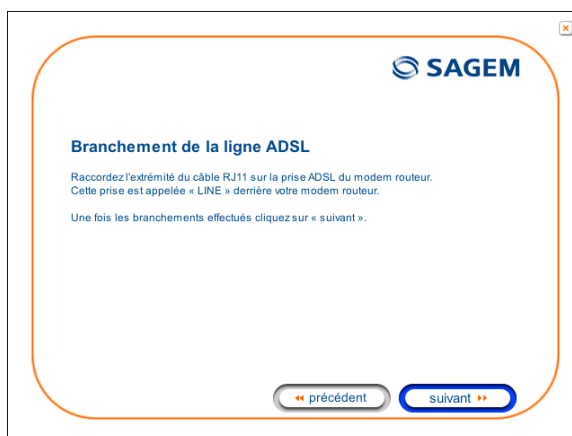 SAGEM
Branchement de la ligne ADSL
Raccordez l'extrémité du câble RJ11 sur la prise ADSL du modem routeur.
Cette prise est appelée « LINE » derrière votre modem routeur.
Une fois les branchements effectués cliquez sur « suivant ».
précédent
suivant